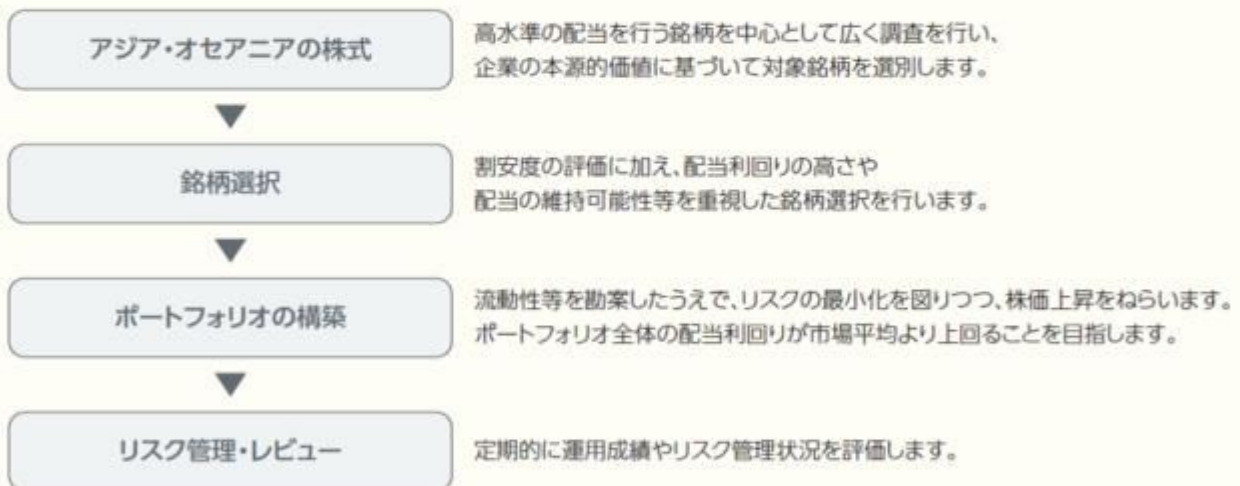 アジア・オセアニアの株式
高水準の配当を行う銘柄を中心として広く調査を行い、
企業の本源的価値に基づいて対象銘柄を選別します。
銘柄選択
割安度の評価に加え、配当利回りの高さや
配当の維持可能性等を重視した銘柄選択を行います。
ポートフォリオの構築
流動性等を勘案したうえで、リスクの最小化を図りつつ、株価上昇をねらいます。
ポートフォリオ全体の配当利回りが市場平均より上回ることを目指します。
リスク管理・レビュー
定期的に運用成績やリスク管理状況を評価します。